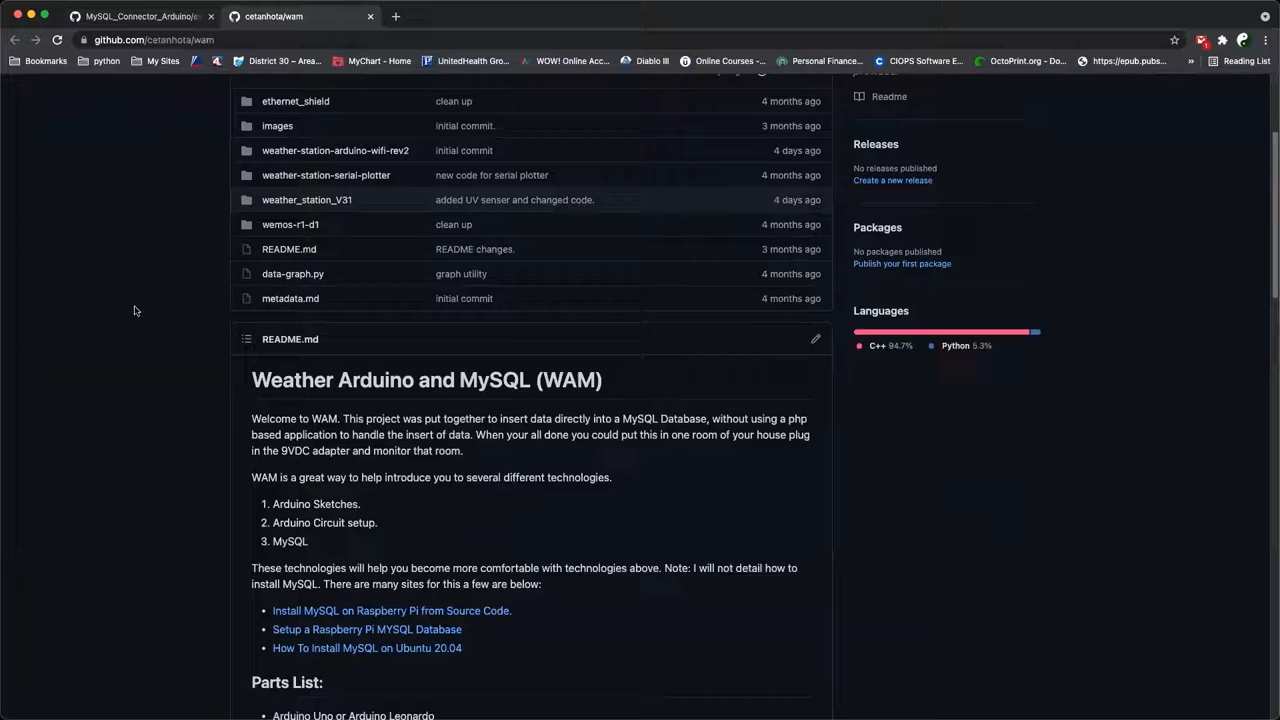 MySQL_Connector_Arduino/e
cetanhota/wam
github.com/cetanhota/wam
1
Bookmarks
python
My Sites
District 30 – Area...
MyChart - Home
UnitedHealth Gro...
WOW! Online Acc...
Diablo III
Online Courses –...
Personal Finance...
CIOPS Software E...
OctoPrint.org - Do...
https://epub.pubs...
»
Reading List
ethernet_shield
clean up
4 months ago
Readme
images
initial commit.
3 months ago
weather-station-arduino-wifi-rev2
initial commit
4 days ago
Releases
weather-station-serial-plotter
new code for serial plotter
4 months ago
No releases published
Create a new release
weather_station_V31
added UV senser and changed code.
4 days ago
wemos-r1-d1
clean up
4 months ago
Packages
README.md
README changes.
3 months ago
No packages published
Publish your first package
data-graph.py
graph utility
4 months ago
metadata.md
initial commit
4 months ago
Languages
C++ 94.7%
Python 5.3%
README.md
Weather Arduino and MySQL (WAM)
Welcome to WAM. This project was put together to insert data directly into a MySQL Database, without using a php
based application to handle the insert of data. When your all done you could put this in one room of your house plug
in the 9VDC adapter and monitor that room.
WAM is a great way to help introduce you to several different technologies.
1. Arduino Sketches.
2. Arduino Circuit setup.
3. MySQL
These technologies will help you become more comfortable with technologies above. Note: I will not detail how to
install MySQL. There are many sites for this a few are below:
• Install MySQL on Raspberry Pi from Source Code.
• Setup a Raspberry Pi MYSQL Database
• How To Install MySQL on Ubuntu 20.04
Parts List:
• Arduino Uno or Arduino Leonardo